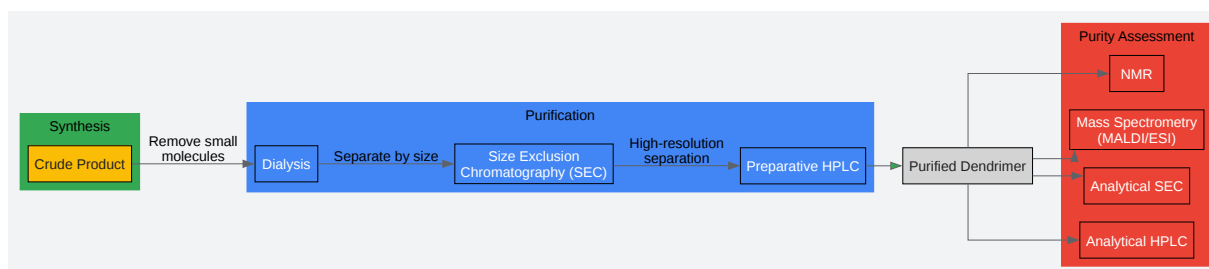 Synthesis
Crude Product
Remove small
molecules
Purification
Dialysis
Separate by size
Size Exclusion
Chromatography (SEC)
High-resolution
separation
Preparative HPLC
Purified Dendrimer
Purity Assessment
NMR
Mass Spectrometry
(MALDI/ESI)
Analytical SEC
Analytical HPLC